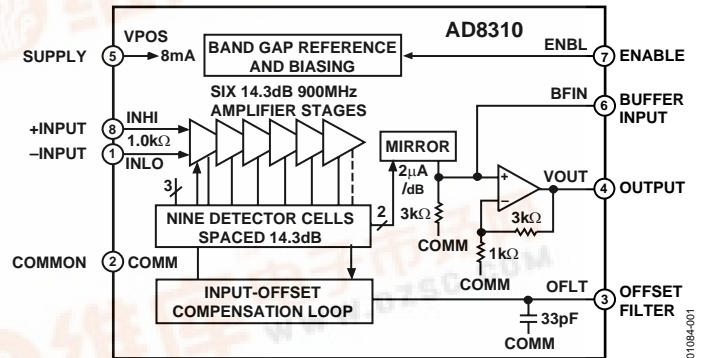 AD8310
VPOS
SUPPLY
5
8mA
BAND GAP REFERENCE
AND BIASING
ENBL
7
ENABLE
SIX 14.3dB 900MHz
AMPLIFIER STAGES
BFIN
6
BUFFER
INPUT
+INPUT
8
INHI
1.0kΩ
–INPUT
1
INLO
MIRROR
2μA
/dB
+
–
VOUT
4
OUTPUT
3
2
3kΩ
COMM
3kΩ
1kΩ
COMM
NINE DETECTOR CELLS
SPACED 14.3dB
COMMON
2
COMM
INPUT-OFFSET
COMPENSATION LOOP
OFLT
3
OFFSET
FILTER
33pF
COMM
01084-001
WWW.DZSC.COM